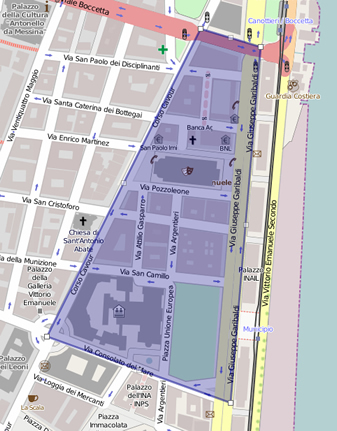 Palazzo
della Cultura
Antonello
da Messina
Viale Boccetta
Canottieri Boccetta
Via San Paolo dei Disciplinanti
Corso Cavour
Via Giuseppe Garibaldi
Guardia Costiera
Via Ventiquattro Maggio
Via Santa Caterina dei Bottegai
Banca Ac
Via Enrico Martinez
San Paolo Imi
BNL
nuele
Via Pozzoleone
Via San Cristoforo
Via Attilio Gasparro
Via Argentieri
Via Giuseppe Garibaldi
Via Vittorio Emanuele Secondo
Chiesa di
Sant'Antonio
Abate
a della Munizione
Corso Cavour
Via San Camillo
Palazzo
della
Galleria
Vittorio
Emanuele
Palazzo
INAIL
Piazza Unione Europea
Municipio
Via Giuseppe Garibaldi
Via Consolato del Mare
Palazzo
ei Leoni
Via Loggia dei Mercanti
La Scala
Palazzo
dell'INA
INPS
Via Argentieri
Piazza
Immacolata
Piazza